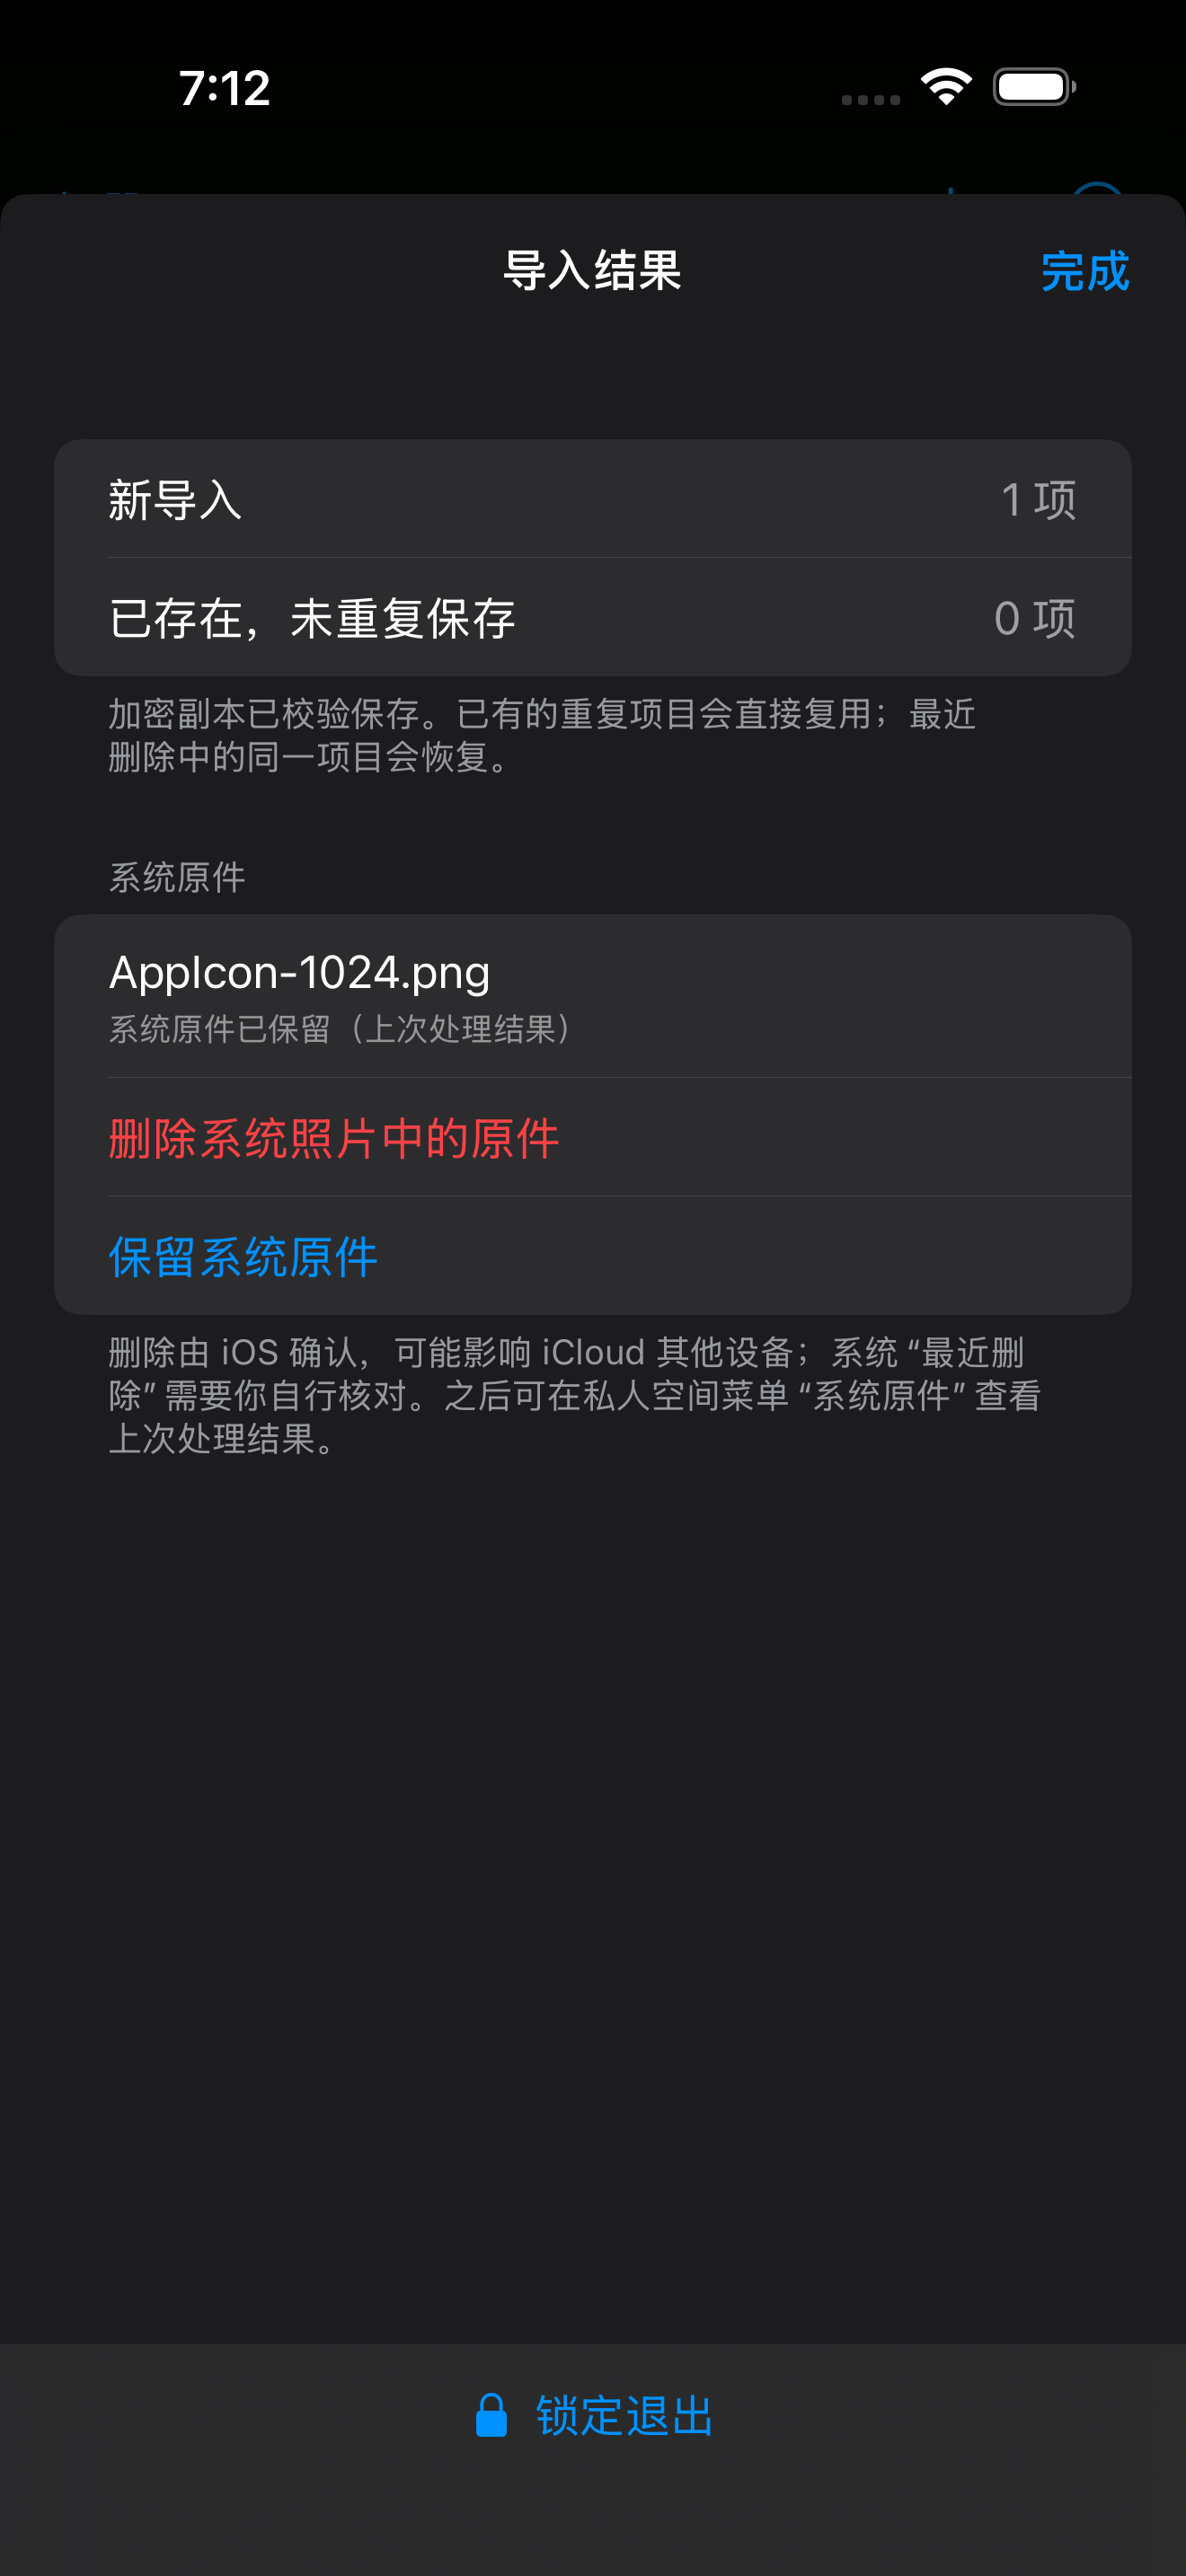 7:12
导入结果
完成
新导入
1 项
已存在，未重复保存
0 项
加密副本已校验保存。已有的重复项目会直接复用；最近
删除中的同一项目会恢复。
系统原件
AppIcon-1024.png
系统原件已保留（上次处理结果）
删除系统照片中的原件
保留系统原件
删除由 iOS 确认，可能影响 iCloud 其他设备；系统 “最近删
除” 需要你自行核对。之后可在私人空间菜单 “系统原件” 查看
上次处理结果。
锁定退出